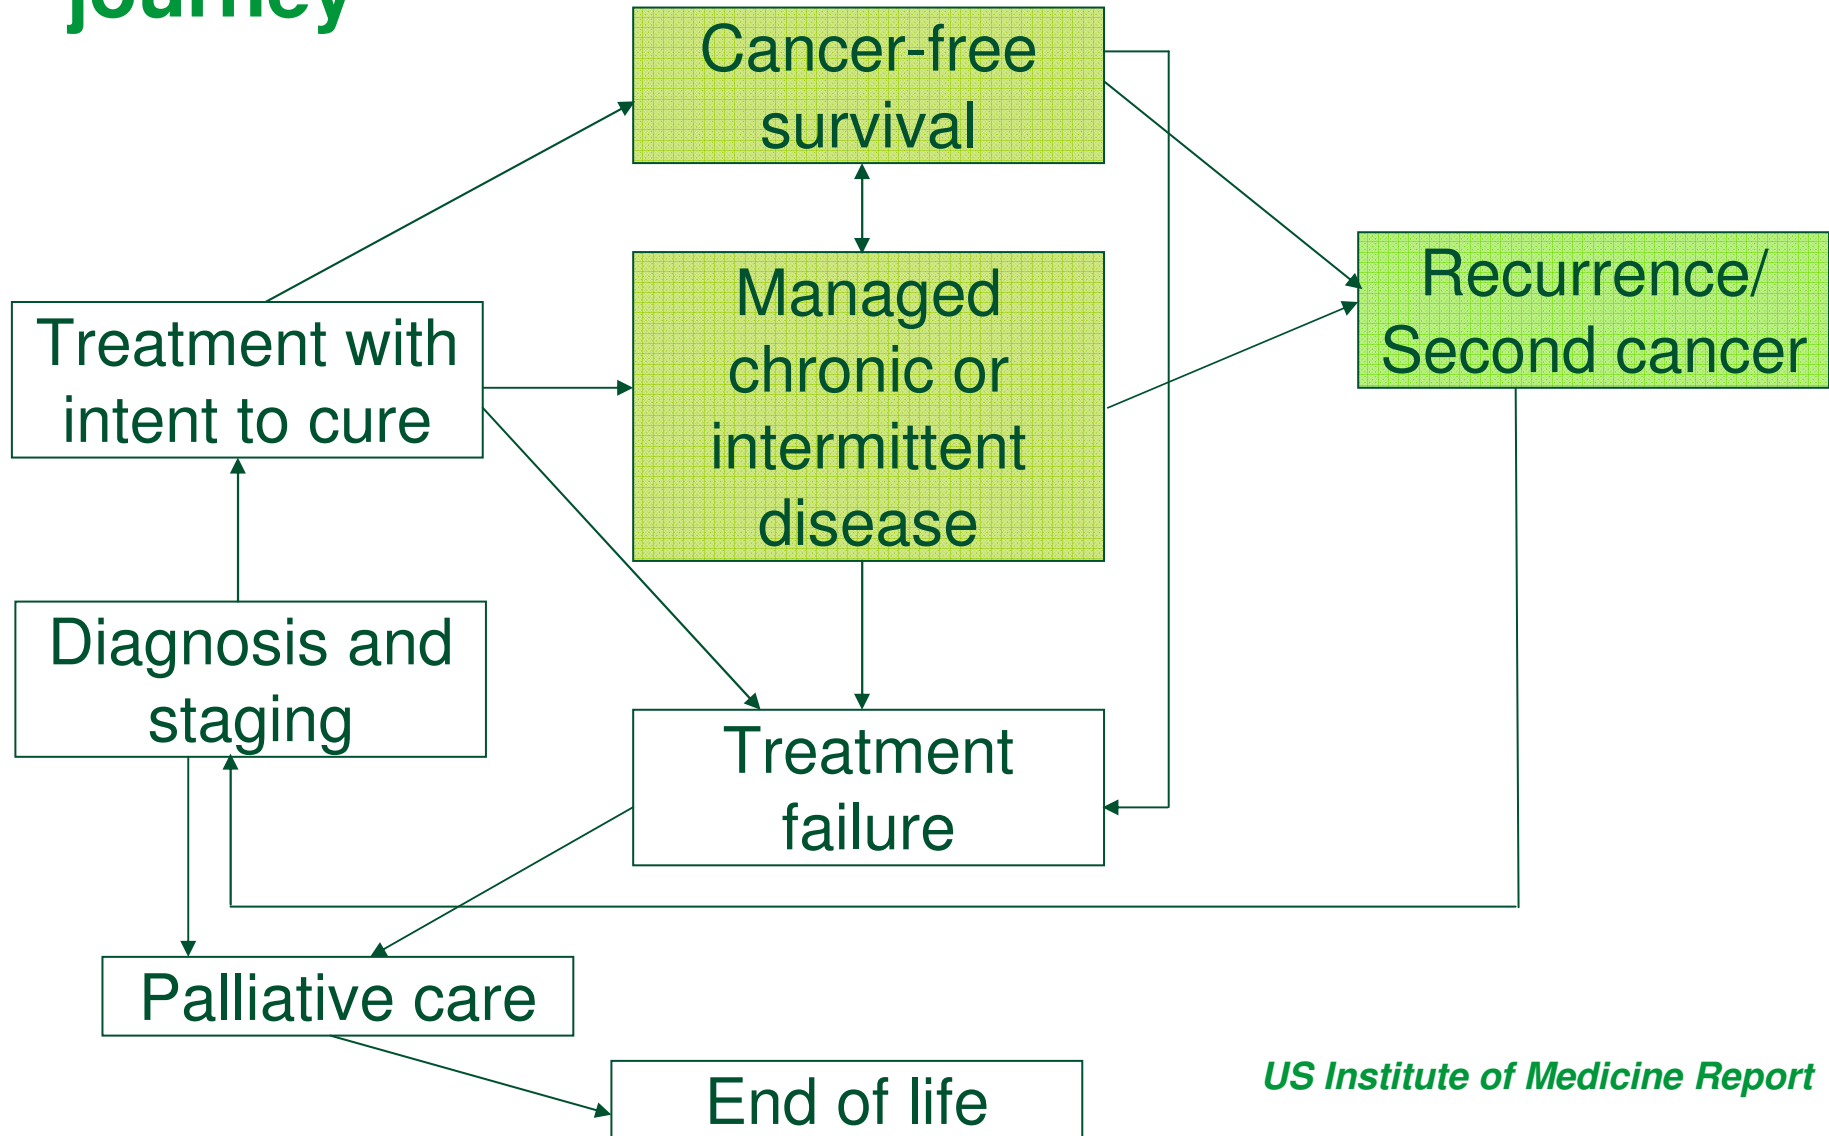 journey
Cancer-free
survival
Recurrence/
Second cancer
Managed
chronic or
intermittent
disease
Treatment with
intent to cure
Diagnosis and
staging
Treatment
failure
Palliative care
End of life
US Institute of Medicine Report